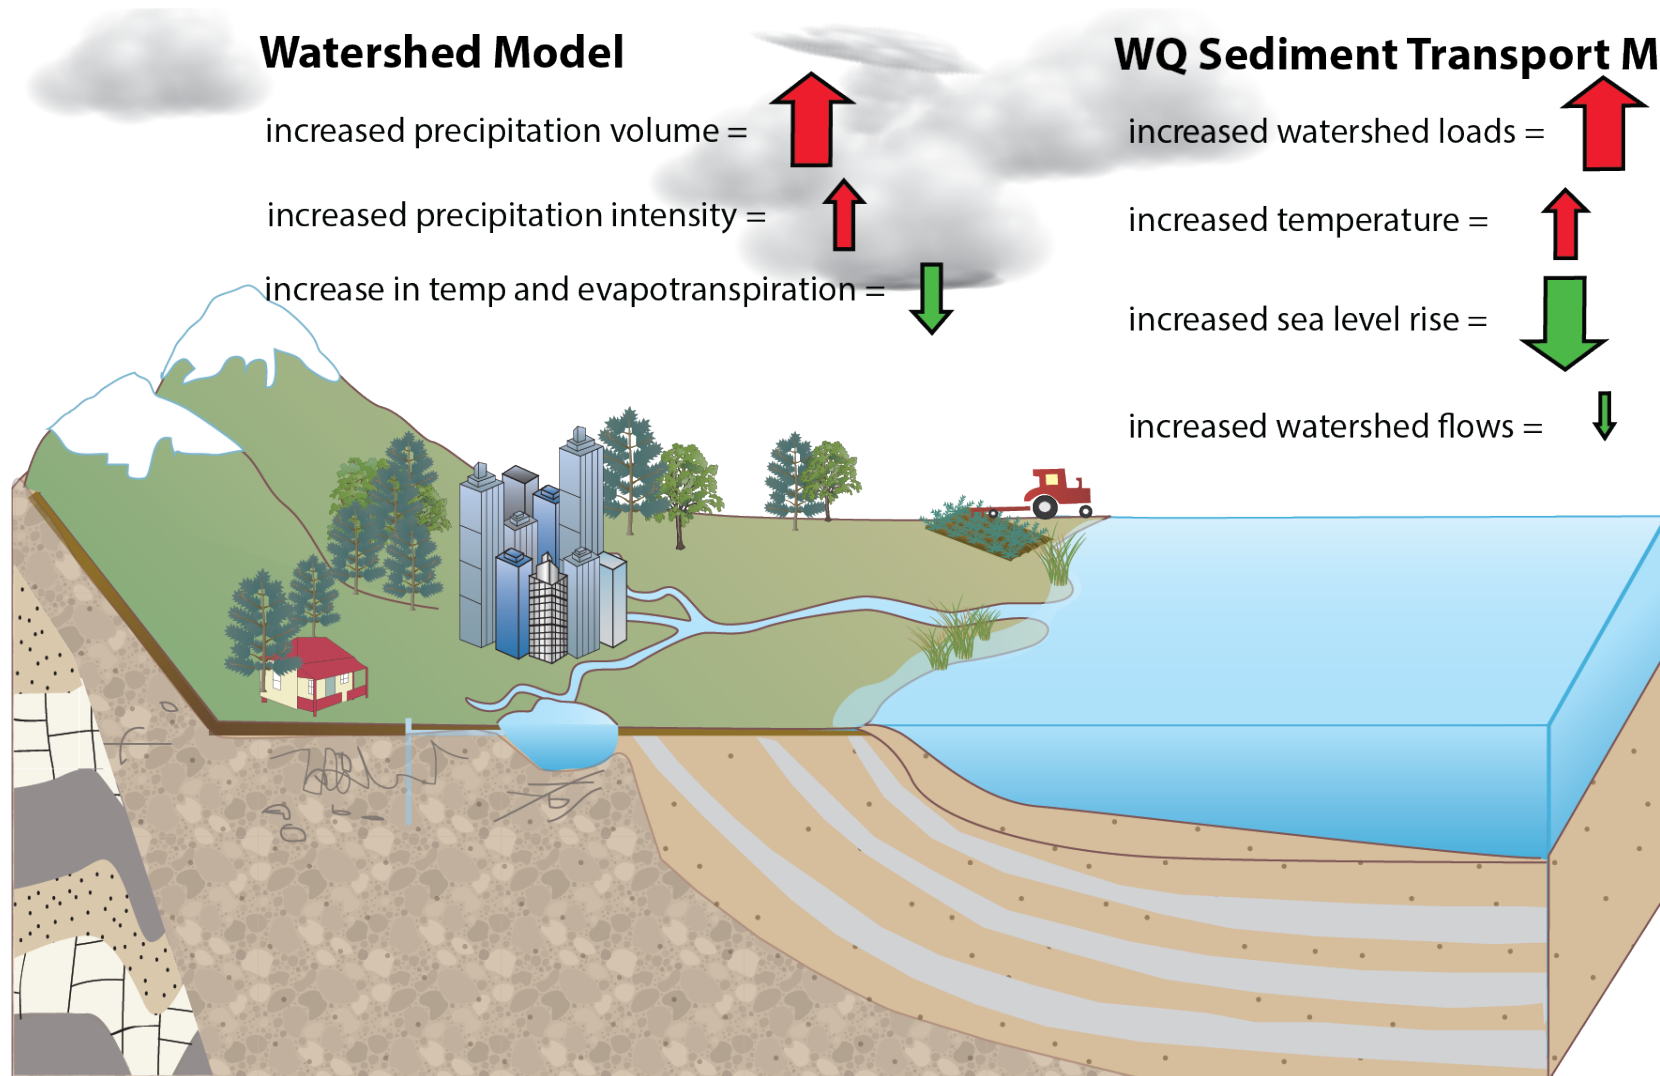 Watershed Model
increased precipitation volume =
increased precipitation intensity =
increase in temp and evapotranspiration =
WQ Sediment Transport M
increased watershed loads =
increased temperature =
increased sea level rise =
increased watershed flows =